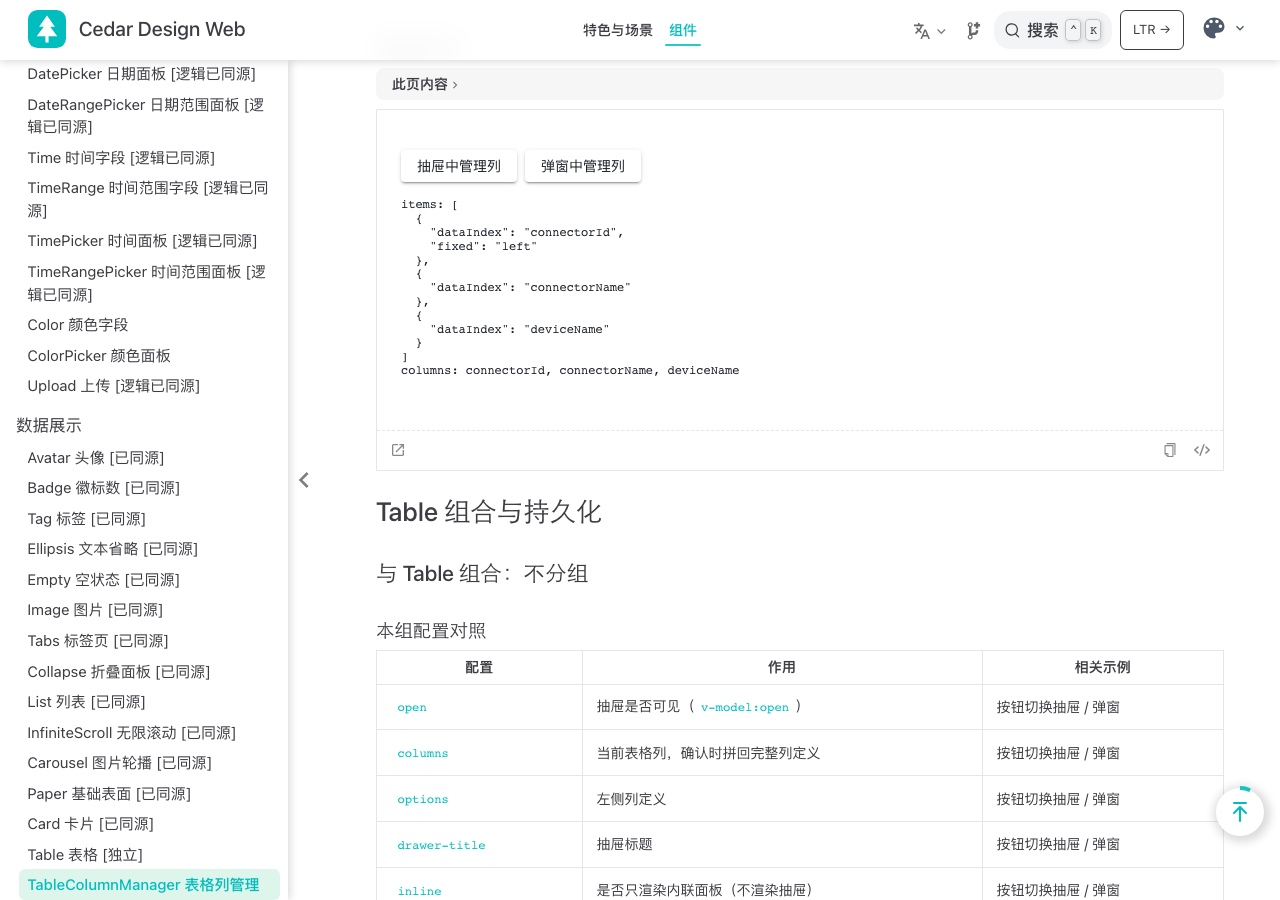 Cedar Design Web
特色与场景
组件
搜索
^
K
LTR →
DatePicker 日期面板 [逻辑已同源]
DateRangePicker 日期范围面板 [逻
辑已同源]
Time 时间字段 [逻辑已同源]
TimeRange 时间范围字段 [逻辑已同
源]
TimePicker 时间面板 [逻辑已同源]
TimeRangePicker 时间范围面板 [逻
辑已同源]
Color 颜色字段
ColorPicker 颜色面板
Upload 上传 [逻辑已同源]
数据展示
Avatar 头像 [已同源]
Badge 徽标数 [已同源]
Tag 标签 [已同源]
Ellipsis 文本省略 [已同源]
Empty 空状态 [已同源]
Image 图片 [已同源]
Tabs 标签页 [已同源]
Collapse 折叠面板 [已同源]
List 列表 [已同源]
InfiniteScroll 无限滚动 [已同源]
Carousel 图片轮播 [已同源]
Paper 基础表面 [已同源]
Card 卡片 [已同源]
Table 表格 [独立]
TableColumnManager 表格列管理
此页内容
抽屉中管理列
弹窗中管理列
items: [
  {
    "dataIndex": "connectorId",
    "fixed": "left"
  },
  {
    "dataIndex": "connectorName"
  },
  {
    "dataIndex": "deviceName"
  }
]
columns: connectorId, connectorName, deviceName
Table 组合与持久化
与 Table 组合：不分组
本组配置对照
配置 作用 相关示例
open 抽屉是否可见（ v-model:open ） 按钮切换抽屉 / 弹窗
columns 当前表格列，确认时拼回完整列定义 按钮切换抽屉 / 弹窗
options 左侧列定义 按钮切换抽屉 / 弹窗
drawer-title 抽屉标题 按钮切换抽屉 / 弹窗
inline 是否只渲染内联面板（不渲染抽屉） 按钮切换抽屉 / 弹窗